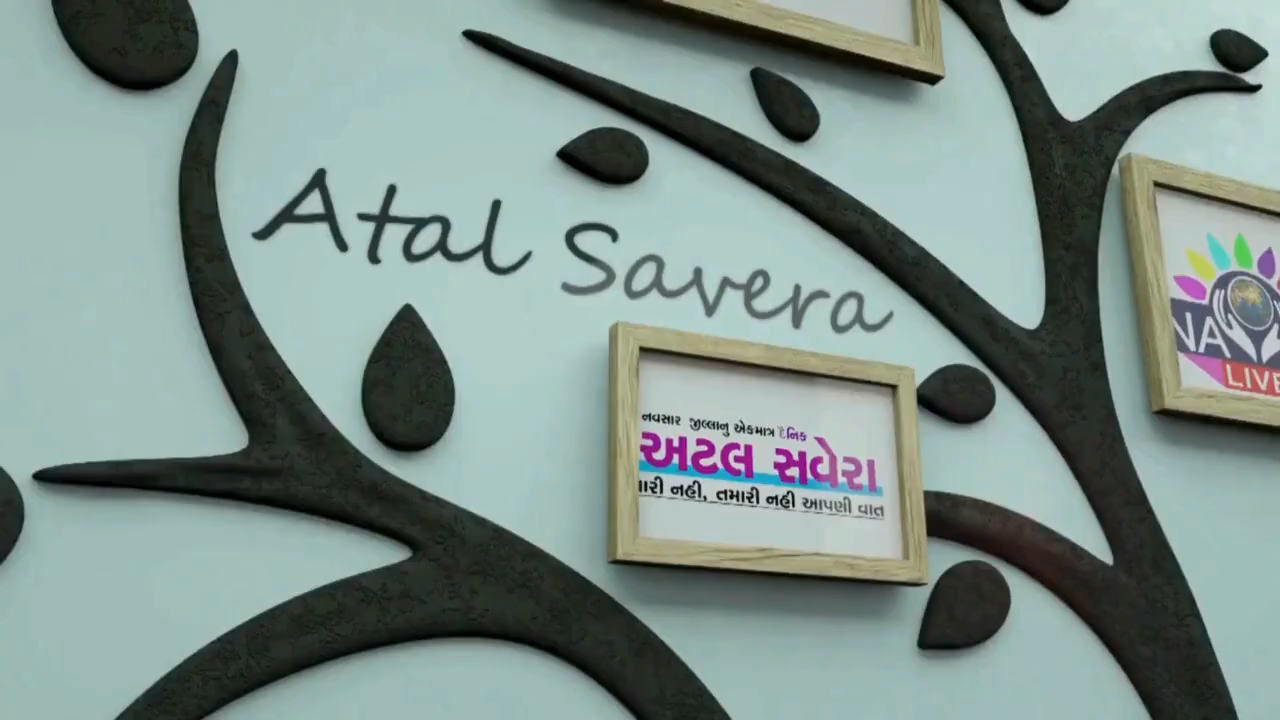 Atal Savera
નવસાર જીલ્લાનુ એકમાત્ર દૈનિક
અટલ સવેરા
મારી નહી, તમારી નહી આપણી વાત
LIVE